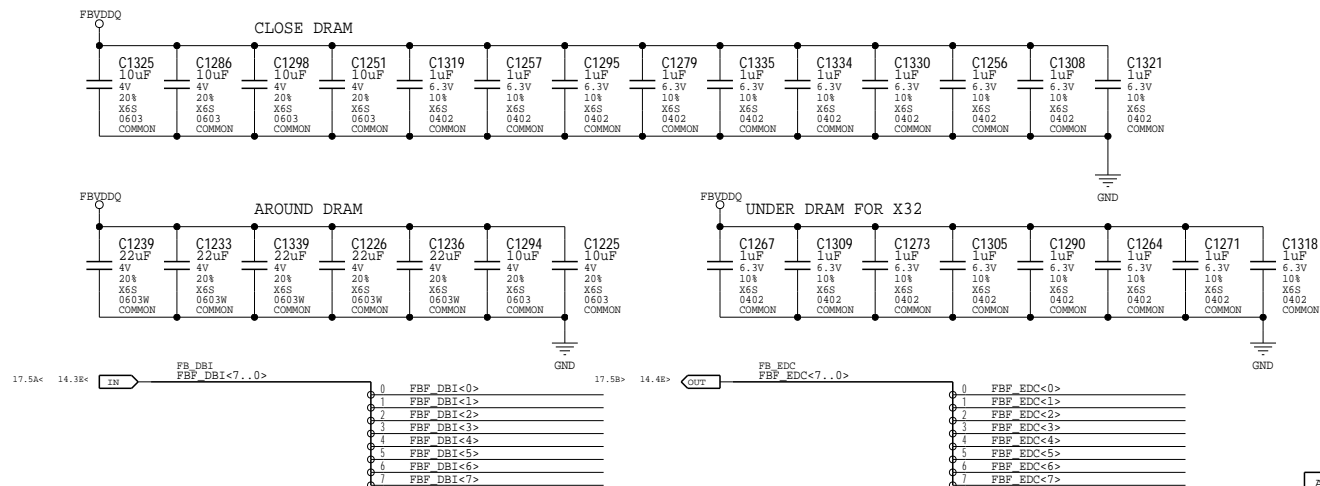 FBVDDQ
CLOSE DRAM
C1325 C1286 C1298 C1251 C1319 C1257 C1295 C1279 C1335 C1334 C1330 C1256 C1308 C1321
10uF 10uF 10uF 10uF 1uF 1uF 1uF 1uF 1uF 1uF 1uF 1uF 1uF 1uF
4V 4V 4V 4V 6.3V 6.3V 6.3V 6.3V 6.3V 6.3V 6.3V 6.3V 6.3V 6.3V
20% 20% 20% 20% 10% 10% 10% 10% 10% 10% 10% 10% 10% 10%
X6S X6S X6S X6S X6S X6S X6S X6S X6S X6S X6S X6S X6S X6S
0603 0603 0603 0603 0402 0402 0402 0402 0402 0402 0402 0402 0402 0402
COMMON COMMON COMMON COMMON COMMON COMMON COMMON COMMON COMMON COMMON COMMON COMMON COMMON COMMON
GND
FBVDDQ
AROUND DRAM
C1239 C1233 C1339 C1226 C1236 C1294 C1225
22uF 22uF 22uF 22uF 22uF 10uF 10uF
4V 4V 4V 4V 4V 4V 4V
20% 20% 20% 20% 20% 20% 20%
X6S X6S X6S X6S X6S X6S X6S
0603W 0603W 0603W 0603W 0603W 0603 0603
COMMON COMMON COMMON COMMON COMMON COMMON COMMON
GND
FBVDDQ
UNDER DRAM FOR X32
C1267 C1309 C1273 C1305 C1290 C1264 C1271 C1318
1uF 1uF 1uF 1uF 1uF 1uF 1uF 1uF
6.3V 6.3V 6.3V 6.3V 6.3V 6.3V 6.3V 6.3V
10% 10% 10% 10% 10% 10% 10% 10%
X6S X6S X6S X6S X6S X6S X6S X6S
0402 0402 0402 0402 0402 0402 0402 0402
COMMON COMMON COMMON COMMON COMMON COMMON COMMON COMMON
GND
FB_DBI
17.5A< 14.3E< IN FBF_DBI<7..0>
0 FBF_DBI<0>
1 FBF_DBI<1>
2 FBF_DBI<2>
3 FBF_DBI<3>
4 FBF_DBI<4>
5 FBF_DBI<5>
6 FBF_DBI<6>
7 FBF_DBI<7>
FB_EDC
17.5B> 14.4E> OUT FBF_EDC<7..0>
0 FBF_EDC<0>
1 FBF_EDC<1>
2 FBF_EDC<2>
3 FBF_EDC<3>
4 FBF_EDC<4>
5 FBF_EDC<5>
6 FBF_EDC<6>
7 FBF_EDC<7>